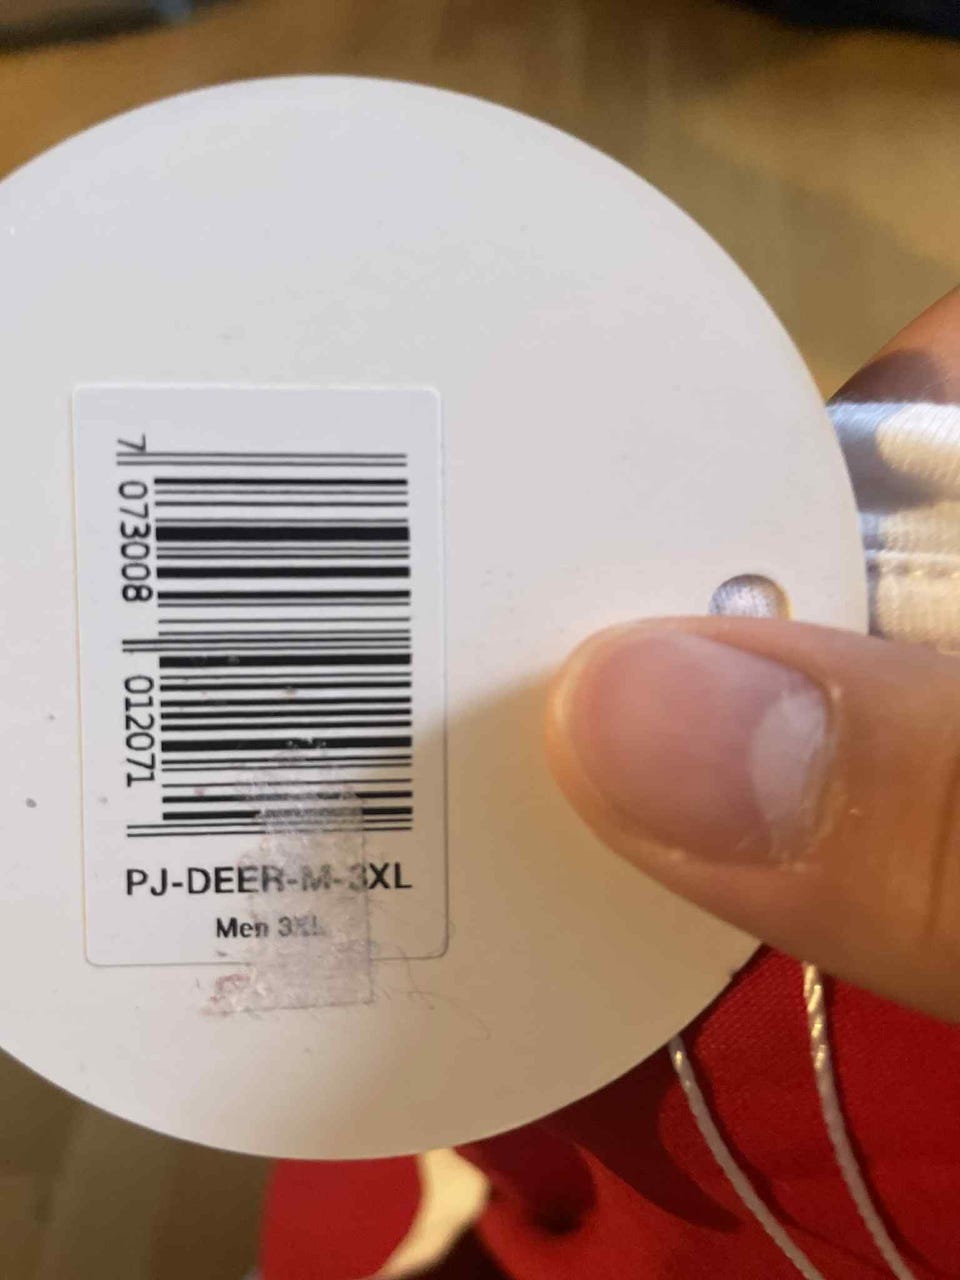 7 073008 012071
PJ-DEER-M-3XL
Men 3XL